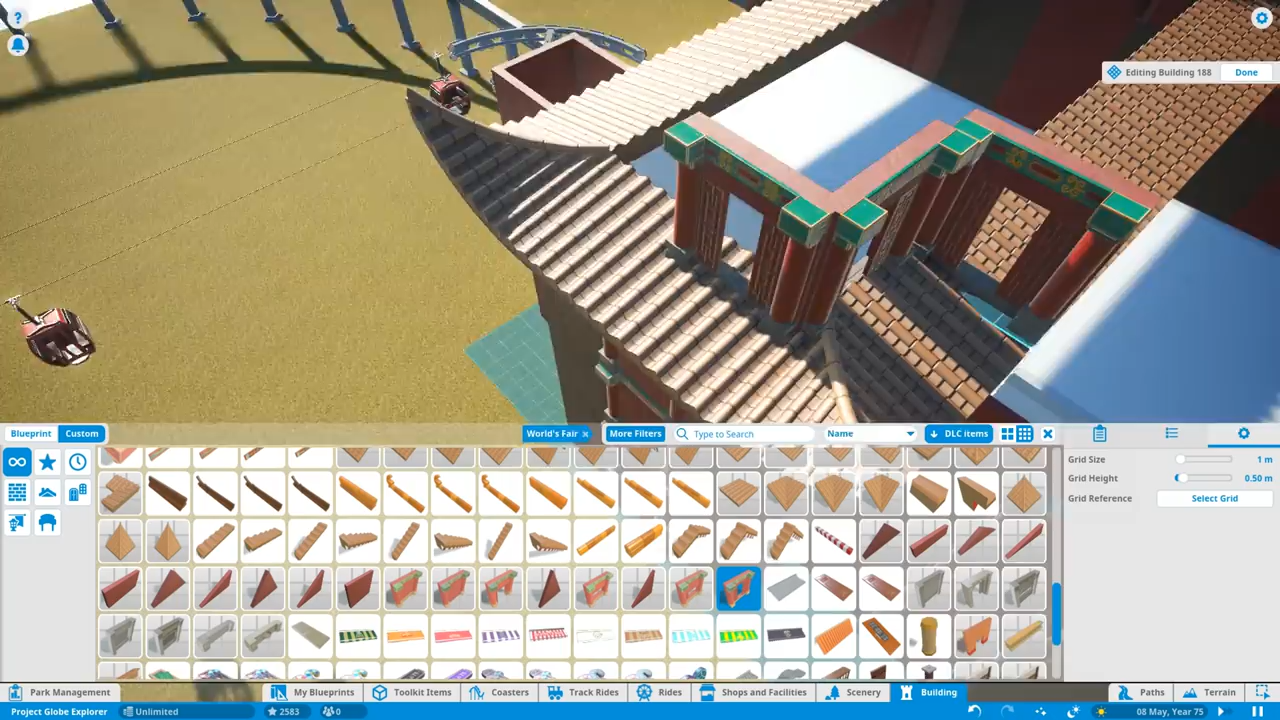 ?
Editing Building 188 Done
Blueprint Custom World's Fair × More Filters Type to Search Name DLC items
Grid Size 1 m
Grid Height 0.50 m
Grid Reference Select Grid
Park Management My Blueprints Toolkit Items Coasters Track Rides Rides Shops and Facilities Scenery Building Paths Terrain
Project Globe Explorer Unlimited 2583 0 08 May, Year 75